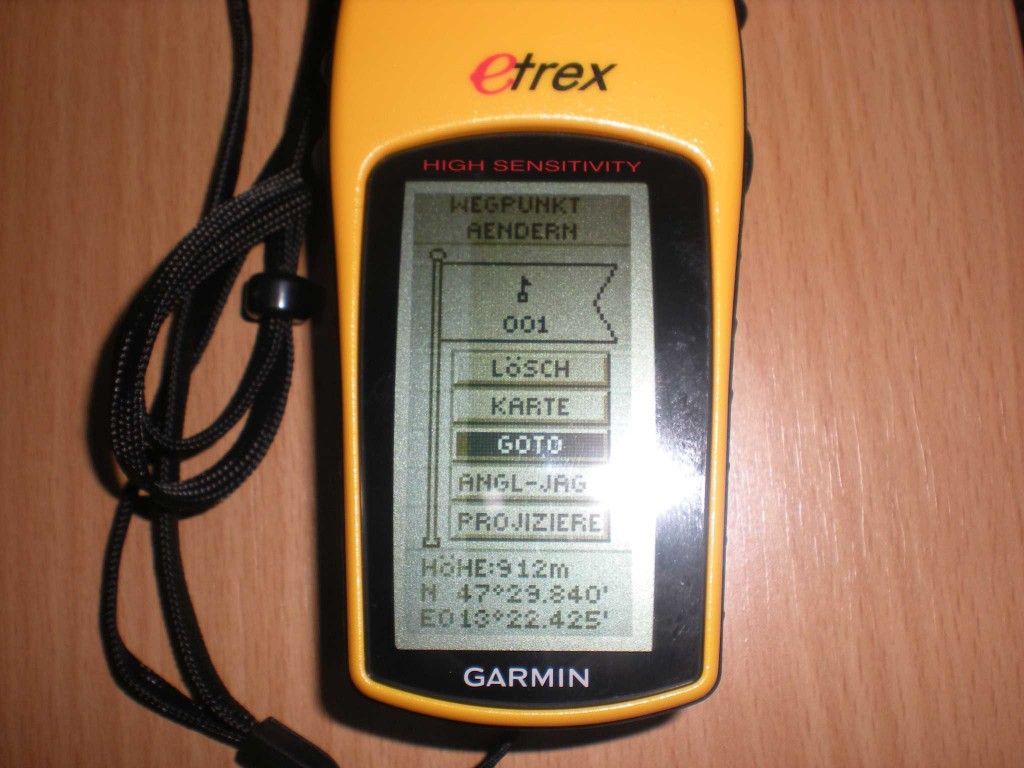 etrex
HIGH SENSITIVITY
WEGPUNKT
AENDERN
001
LÖSCH
KARTE
GOTO
ANGL-JAG
PROJIZIERE
HÖHE:912m
N 47°29.840'
E013°22.425'
GARMIN